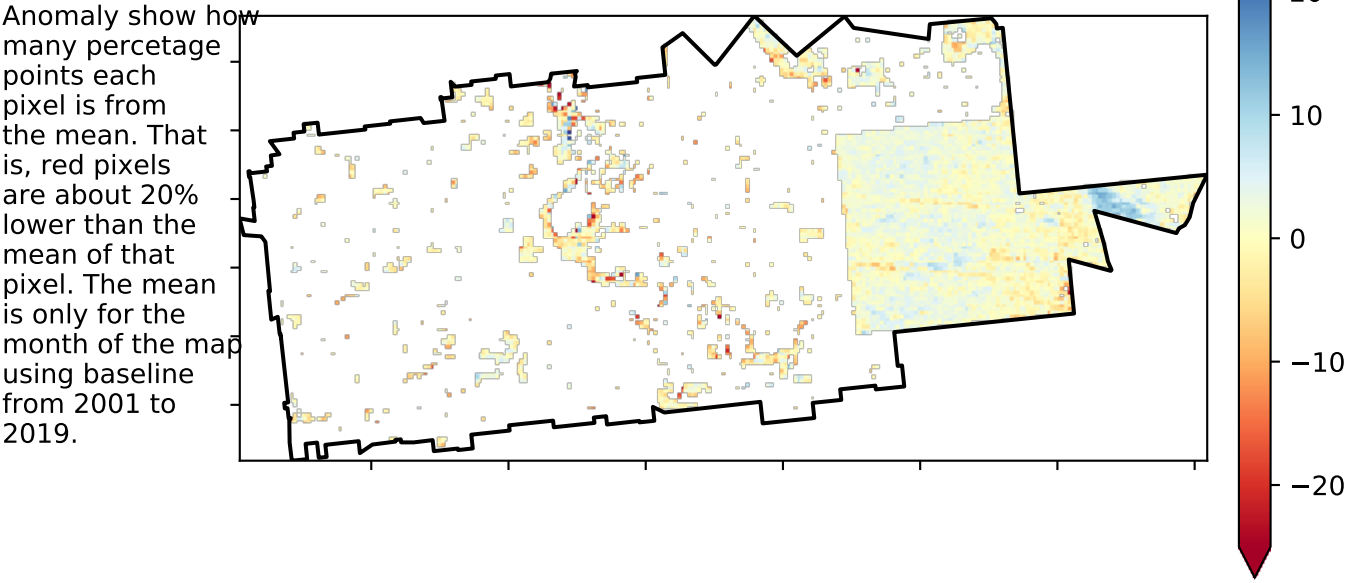 Anomaly show how
many percetage
points each
pixel is from
the mean. That
is, red pixels
are about 20%
lower than the
mean of that
pixel. The mean
is only for the
month of the map
using baseline
from 2001 to
2019.
10
0
−10
−20